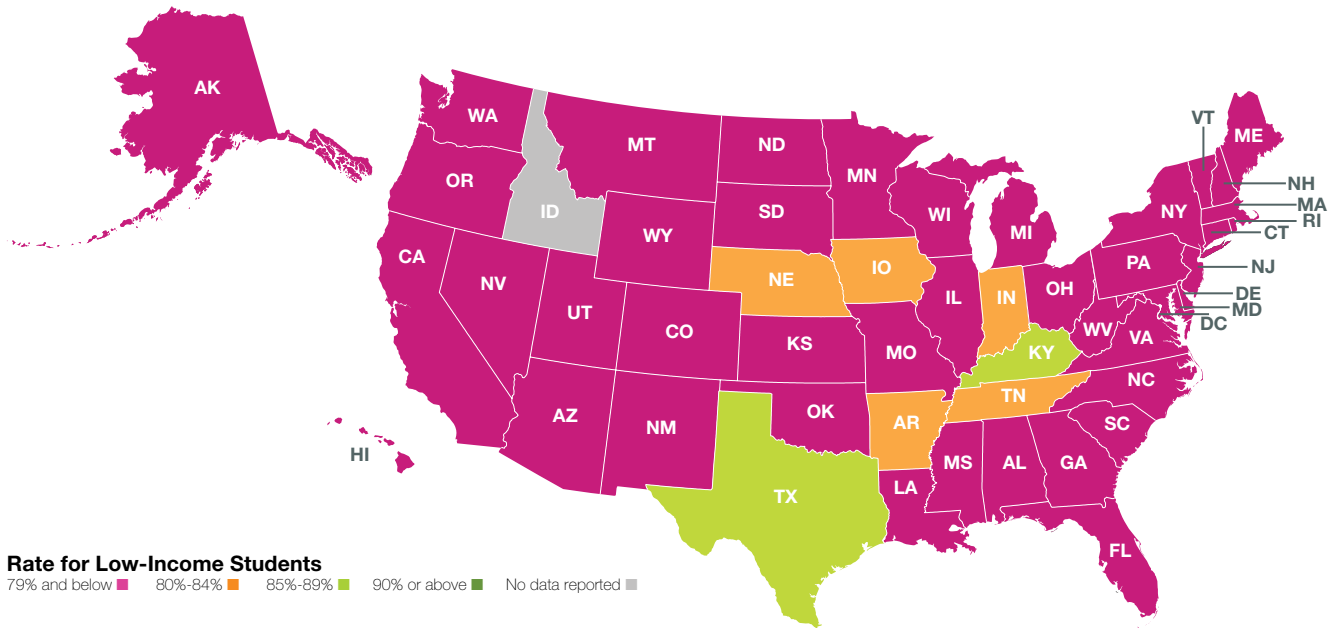 AK
WA
MT
ND
MN
VT
ME
OR
ID
SD
WI
MI
NY
NH
MA
RI
CT
WY
CA
NV
NE
IO
PA
NJ
UT
CO
IL
IN
OH
DE
MD
DC
KS
MO
KY
WV
VA
AZ
NM
OK
AR
TN
NC
SC
HI
TX
LA
MS
AL
GA
FL
Rate for Low-Income Students
79% and below 80%-84% 85%-89% 90% or above No data reported